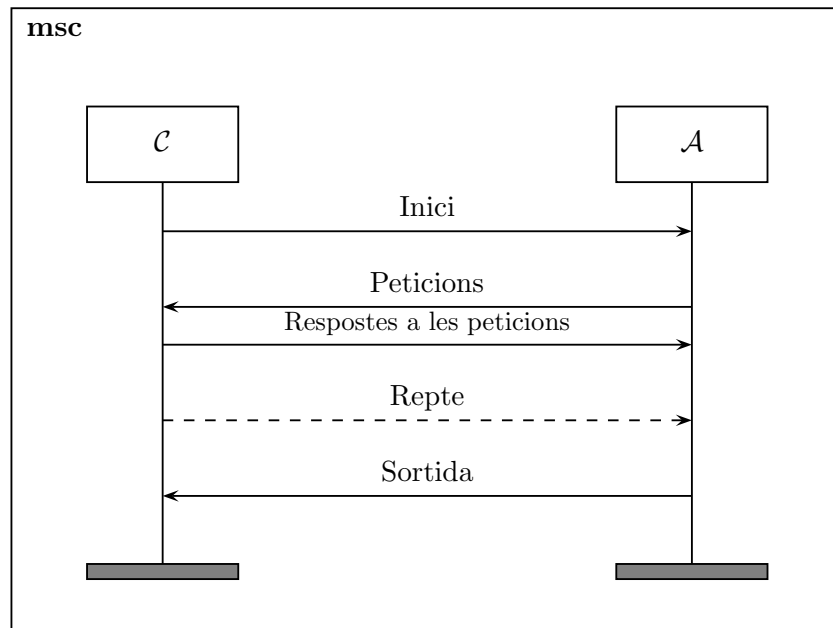 msc
𝒞
𝒜
Inici
Peticions
Respostes a les peticions
Repte
Sortida